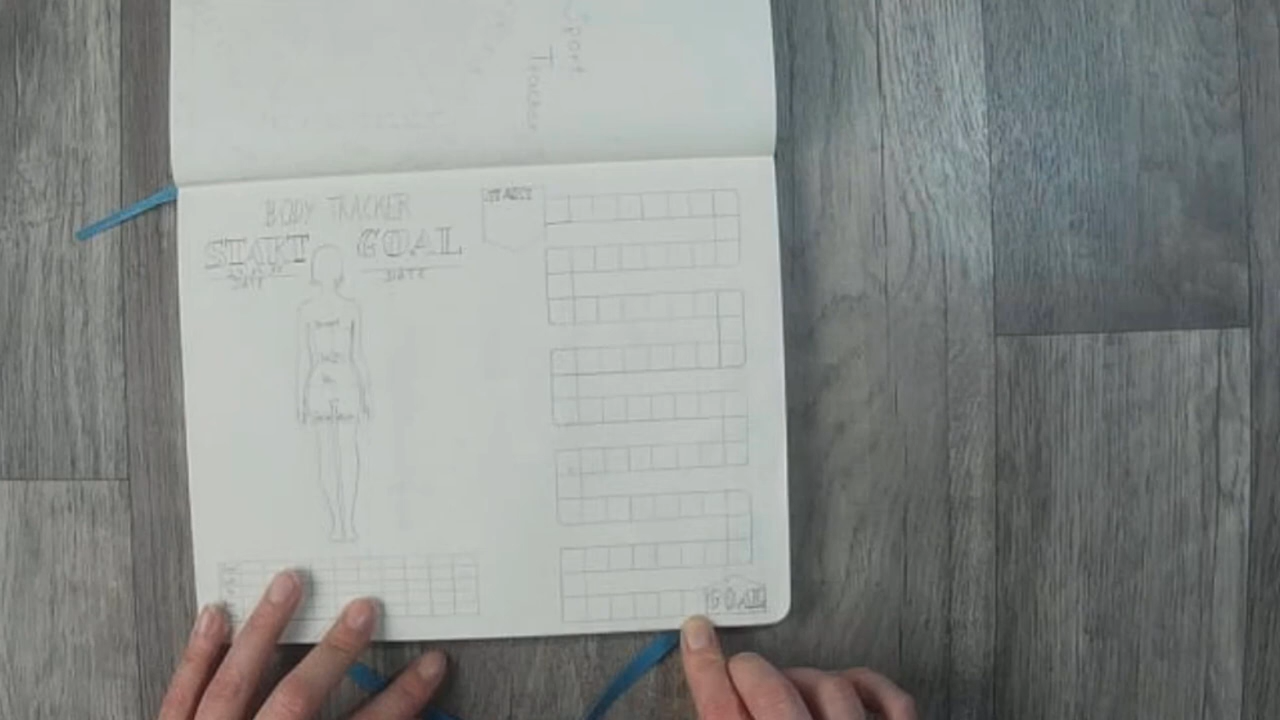 Sport
Tracker
BODY TRACKER
START GOAL
DATE DATE
START
GOAL